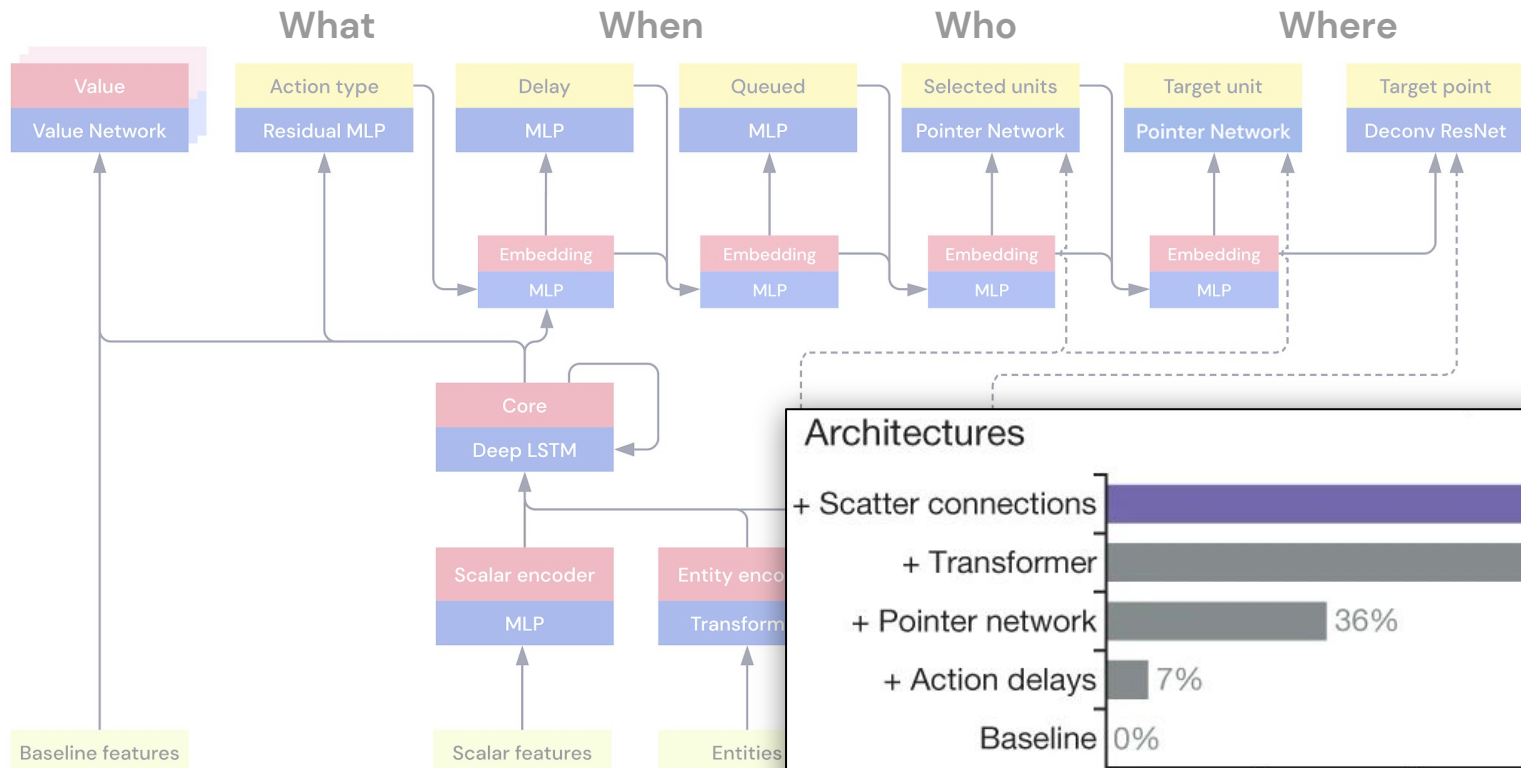 What When Who Where
Value Action type Delay Queued Selected units Target unit Target point
Value Network Residual MLP MLP MLP Pointer Network Pointer Network Deconv ResNet
Embedding Embedding Embedding Embedding
MLP MLP MLP MLP
Core
Deep LSTM
Architectures
+ Scatter connections
+ Transformer
Scalar encoder Entity enco
MLP Transform
+ Pointer network 36%
+ Action delays 7%
Baseline 0%
Baseline features Scalar features Entities